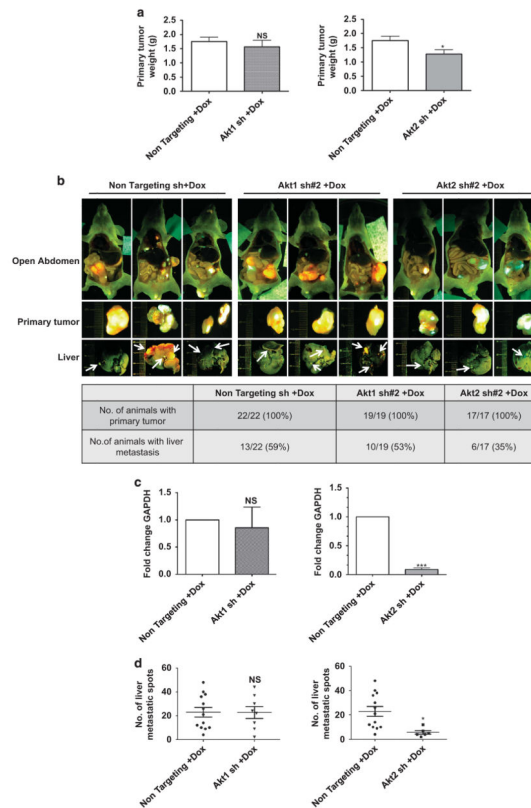 a
Primary tumor
weight (g)
2.0
1.5
1.0
0.5
0.0
NS
Non Targeting +Dox
Akt1 sh +Dox
Primary tumor
weight (g)
2.0
1.5
1.0
0.5
0.0
*
Non Targeting +Dox
Akt2 sh +Dox
b
Non Targeting sh+Dox
Akt1 sh#2 +Dox
Akt2 sh#2 +Dox
Open Abdomen
Primary tumor
Liver
Non Targeting sh +Dox
Akt1 sh#2 +Dox
Akt2 sh#2 +Dox
No. of animals with
primary tumor
22/22 (100%)
19/19 (100%)
17/17 (100%)
No.of animals with liver
metastasis
13/22 (59%)
10/19 (53%)
6/17 (35%)
c
Fold change GAPDH
1.5
1.0
0.5
0.0
NS
Non Targeting +Dox
Akt1 sh +Dox
Fold change GAPDH
1.5
1.0
0.5
0.0
***
Non Targeting +Dox
Akt2 sh +Dox
d
No. of liver
metastatic spots
60
40
20
0
NS
Non Targeting +Dox
Akt1 sh +Dox
No. of liver
metastatic spots
60
40
20
0
Non Targeting +Dox
Akt2 sh +Dox